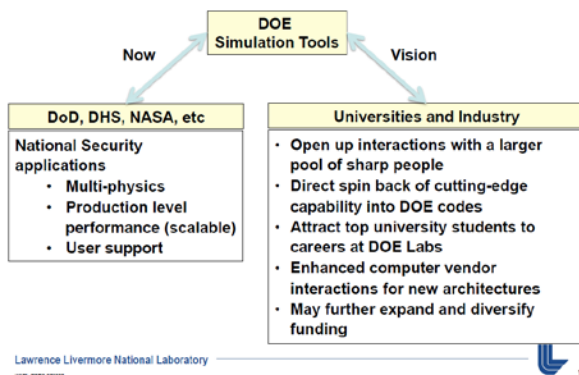 DOE
Simulation Tools
Now
Vision
DoD, DHS, NASA, etc
National Security
applications
• Multi-physics
• Production level
performance (scalable)
• User support
Universities and Industry
• Open up interactions with a larger
pool of sharp people
• Direct spin back of cutting-edge
capability into DOE codes
• Attract top university students to
careers at DOE Labs
• Enhanced computer vendor
interactions for new architectures
• May further expand and diversify
funding
Lawrence Livermore National Laboratory